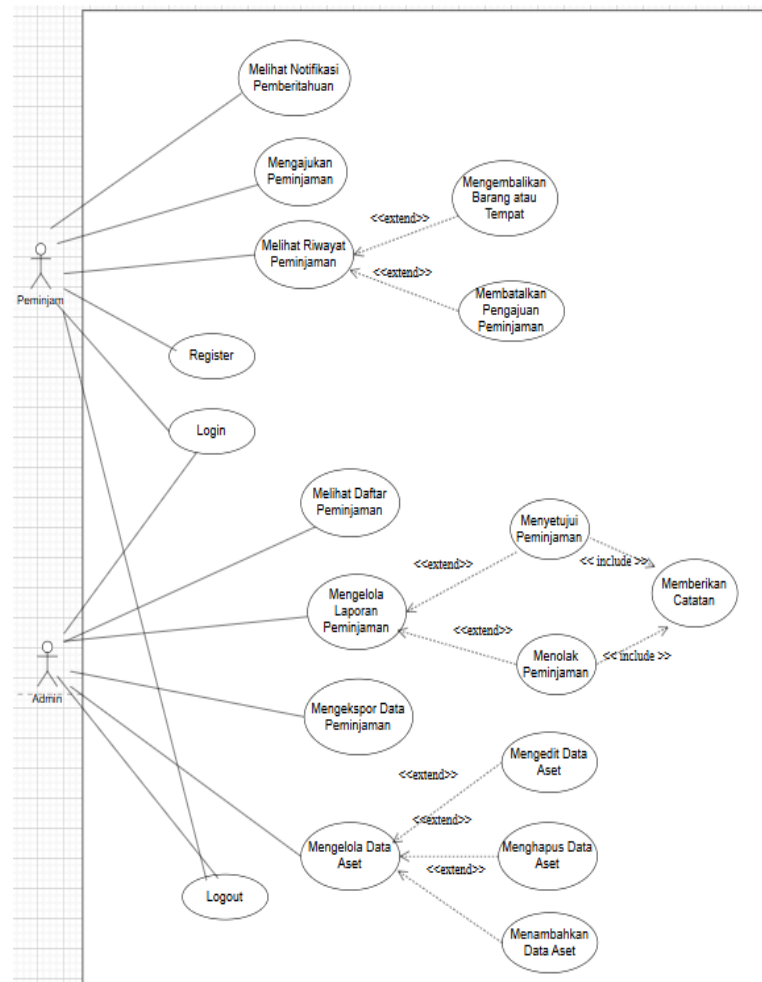 Melihat Notifikasi
Pemberitahuan
Mengajukan
Peminjaman
Mengembalikan
Barang atau
Tempat
<<extend>>
Melihat Riwayat
Peminjaman
<<extend>>
Membatalkan
Pengajuan
Peminjaman
Peminjam
Register
Login
Melihat Daftar
Peminjaman
Menyetujui
Peminjaman
<<extend>>
<< include >>
Memberikan
Catatan
Mengelola
Laporan
Peminjaman
<<extend>>
Menolak
Peminjaman
<< include >>
Admin
Mengekspor Data
Peminjaman
Mengedit Data
Aset
<<extend>>
<<extend>>
Mengelola Data
Aset
Menghapus Data
Aset
<<extend>>
Logout
Menambahkan
Data Aset